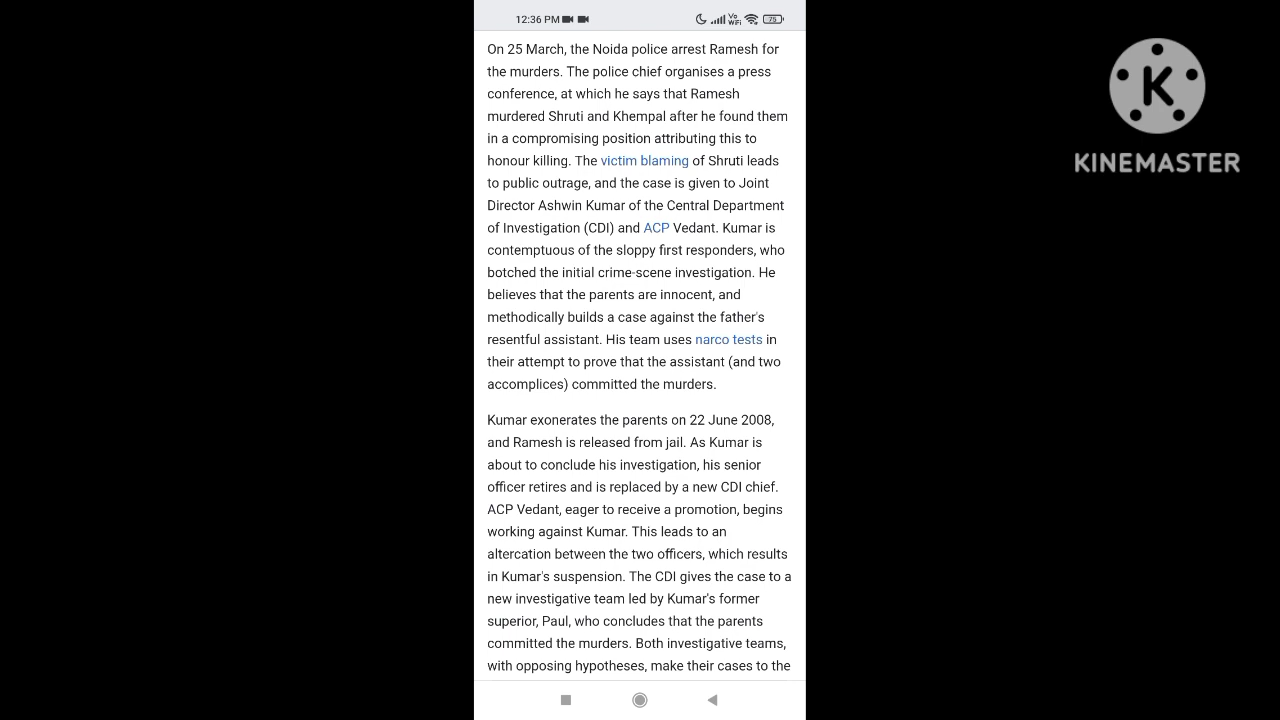 12:36 PM
Vo
WiFi
75
On 25 March, the Noida police arrest Ramesh for
the murders. The police chief organises a press
conference, at which he says that Ramesh
murdered Shruti and Khempal after he found them
in a compromising position attributing this to
honour killing. The victim blaming of Shruti leads
to public outrage, and the case is given to Joint
Director Ashwin Kumar of the Central Department
of Investigation (CDI) and ACP Vedant. Kumar is
contemptuous of the sloppy first responders, who
botched the initial crime-scene investigation. He
believes that the parents are innocent, and
methodically builds a case against the father's
resentful assistant. His team uses narco tests in
their attempt to prove that the assistant (and two
accomplices) committed the murders.
Kumar exonerates the parents on 22 June 2008,
and Ramesh is released from jail. As Kumar is
about to conclude his investigation, his senior
officer retires and is replaced by a new CDI chief.
ACP Vedant, eager to receive a promotion, begins
working against Kumar. This leads to an
altercation between the two officers, which results
in Kumar's suspension. The CDI gives the case to a
new investigative team led by Kumar's former
superior, Paul, who concludes that the parents
committed the murders. Both investigative teams,
with opposing hypotheses, make their cases to the
K
KINEMASTER